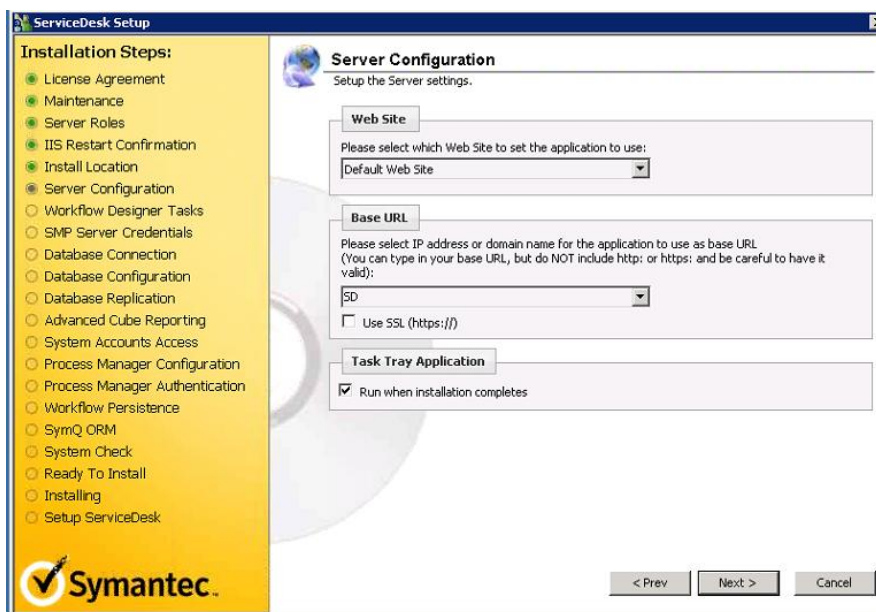 ServiceDesk Setup
Installation Steps:
License Agreement
Maintenance
Server Roles
IIS Restart Confirmation
Install Location
Server Configuration
Workflow Designer Tasks
SMP Server Credentials
Database Connection
Database Configuration
Database Replication
Advanced Cube Reporting
System Accounts Access
Process Manager Configuration
Process Manager Authentication
Workflow Persistence
SymQ ORM
System Check
Ready To Install
Installing
Setup ServiceDesk
Symantec™
Server Configuration
Setup the Server settings.
Web Site
Please select which Web Site to set the application to use:
Default Web Site
Base URL
Please select IP address or domain name for the application to use as base URL
(You can type in your base URL, but do NOT include http: or https: and be careful to have it
valid):
SD
Use SSL (https://)
Task Tray Application
Run when installation completes
< Prev
Next >
Cancel